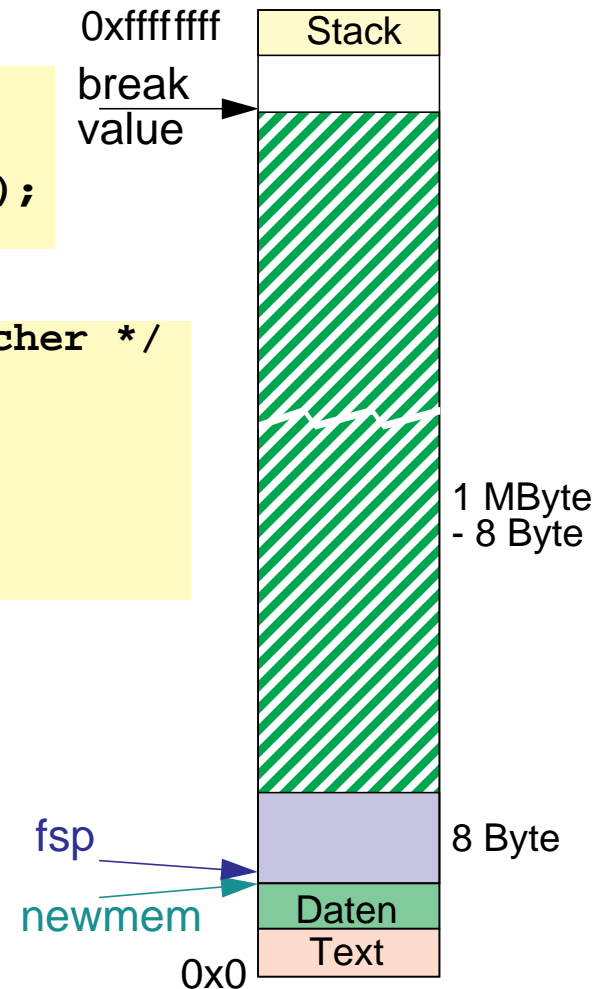 0xffffffff
Stack
break
value
);
cher */
1 MByte
- 8 Byte
fsp
8 Byte
newmem
Daten
Text
0x0